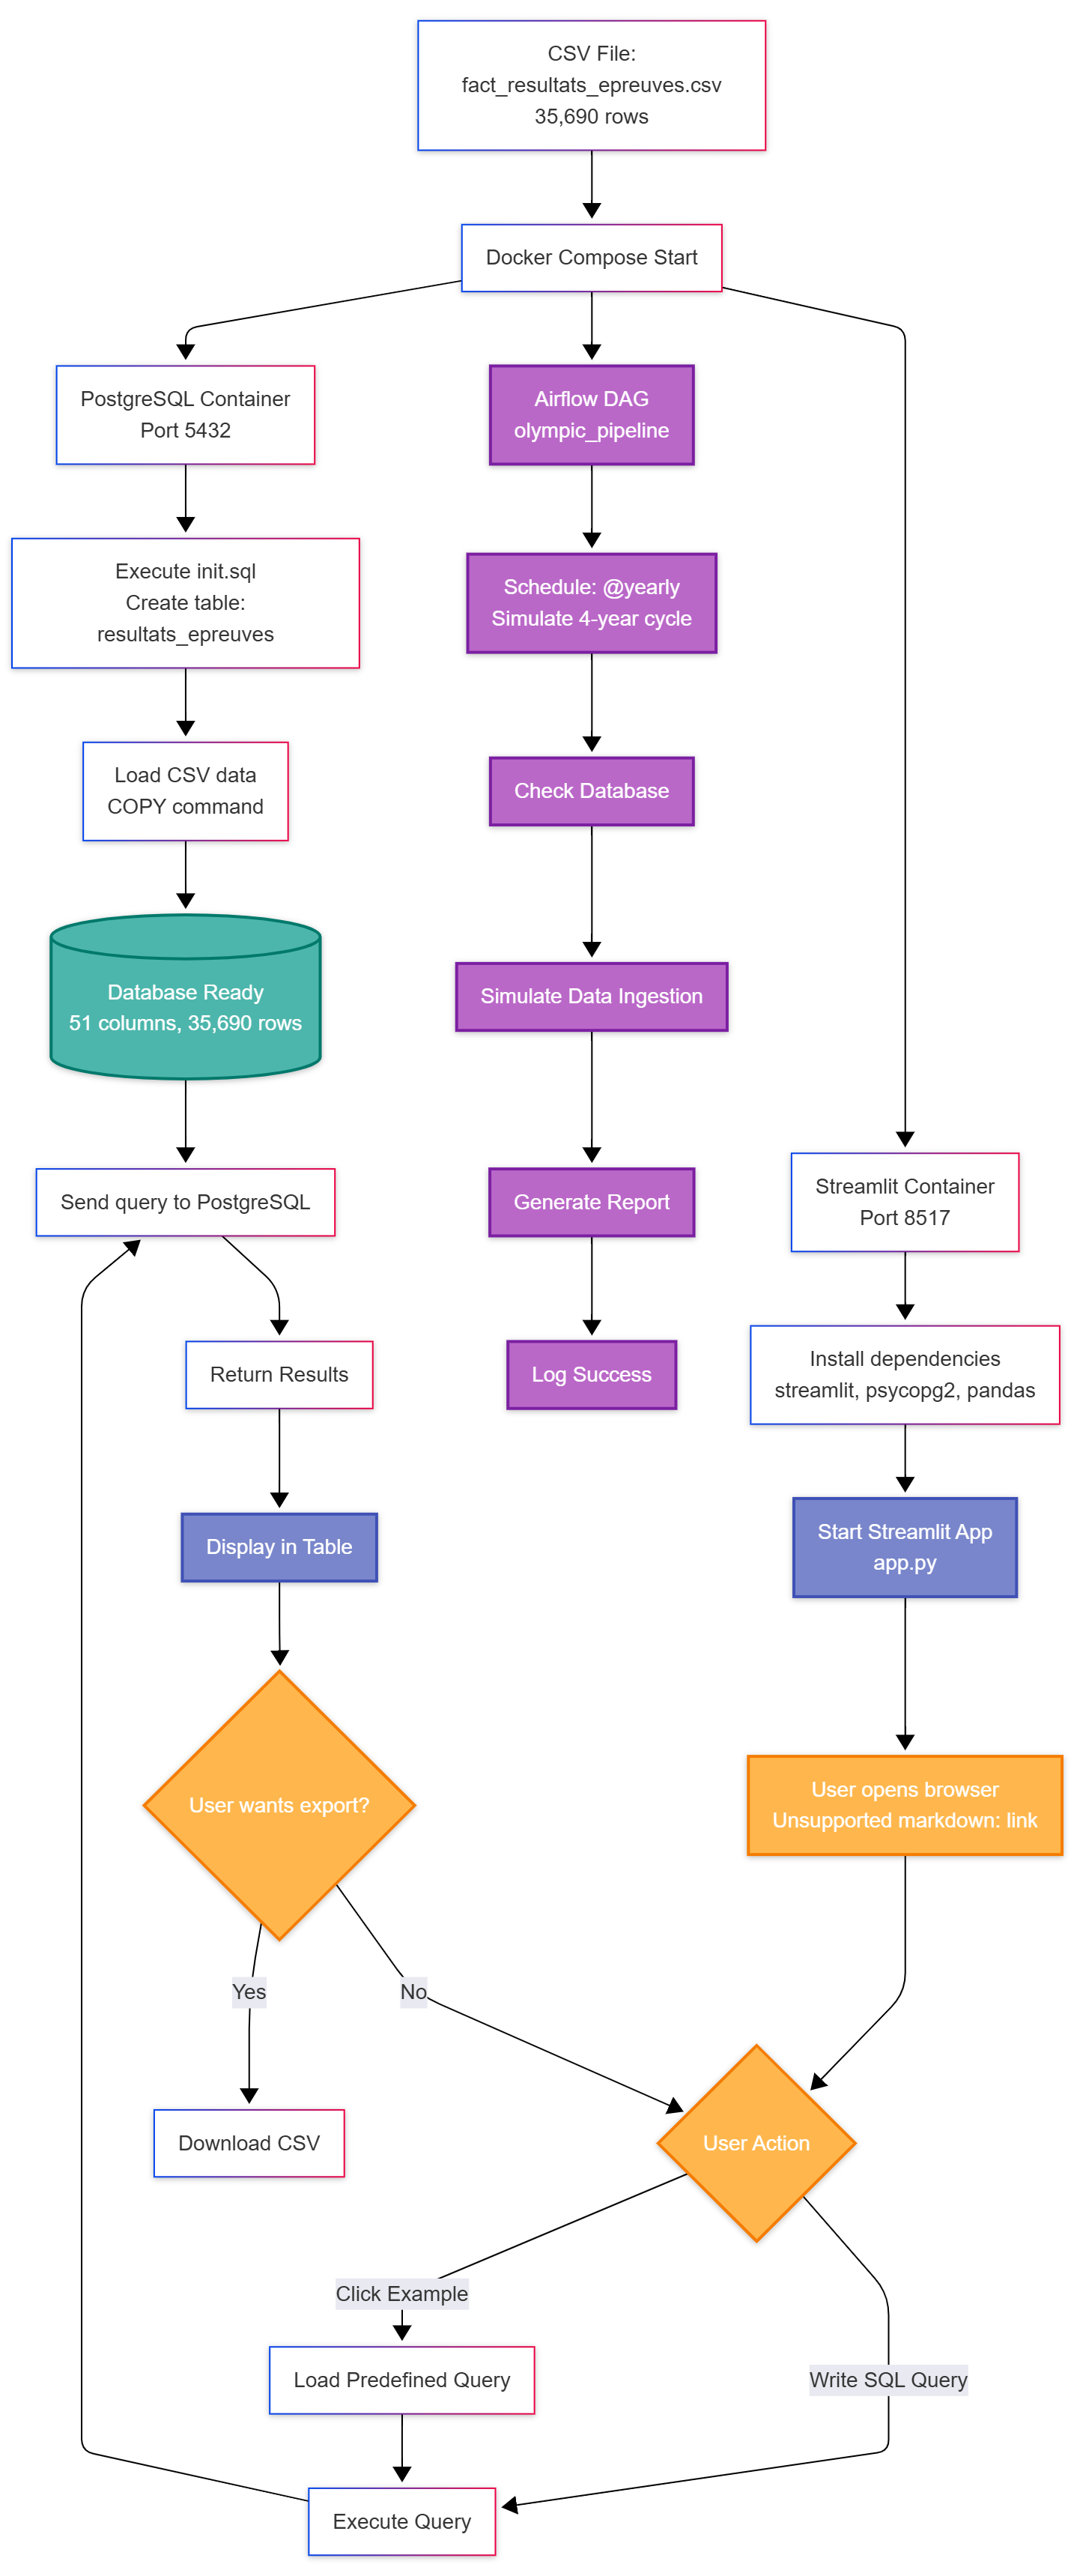 CSV File:
fact_resultats_epreuves.csv
35,690 rows
Docker Compose Start
PostgreSQL Container
Port 5432
Airflow DAG
olympic_pipeline
Execute init.sql
Create table:
resultats_epreuves
Schedule: @yearly
Simulate 4-year cycle
Load CSV data
COPY command
Check Database
Database Ready
51 columns, 35,690 rows
Simulate Data Ingestion
Send query to PostgreSQL
Generate Report
Streamlit Container
Port 8517
Return Results
Log Success
Install dependencies
streamlit, psycopg2, pandas
Display in Table
Start Streamlit App
app.py
User wants export?
User opens browser
Unsupported markdown: link
Yes
No
Download CSV
User Action
Click Example
Load Predefined Query
Write SQL Query
Execute Query